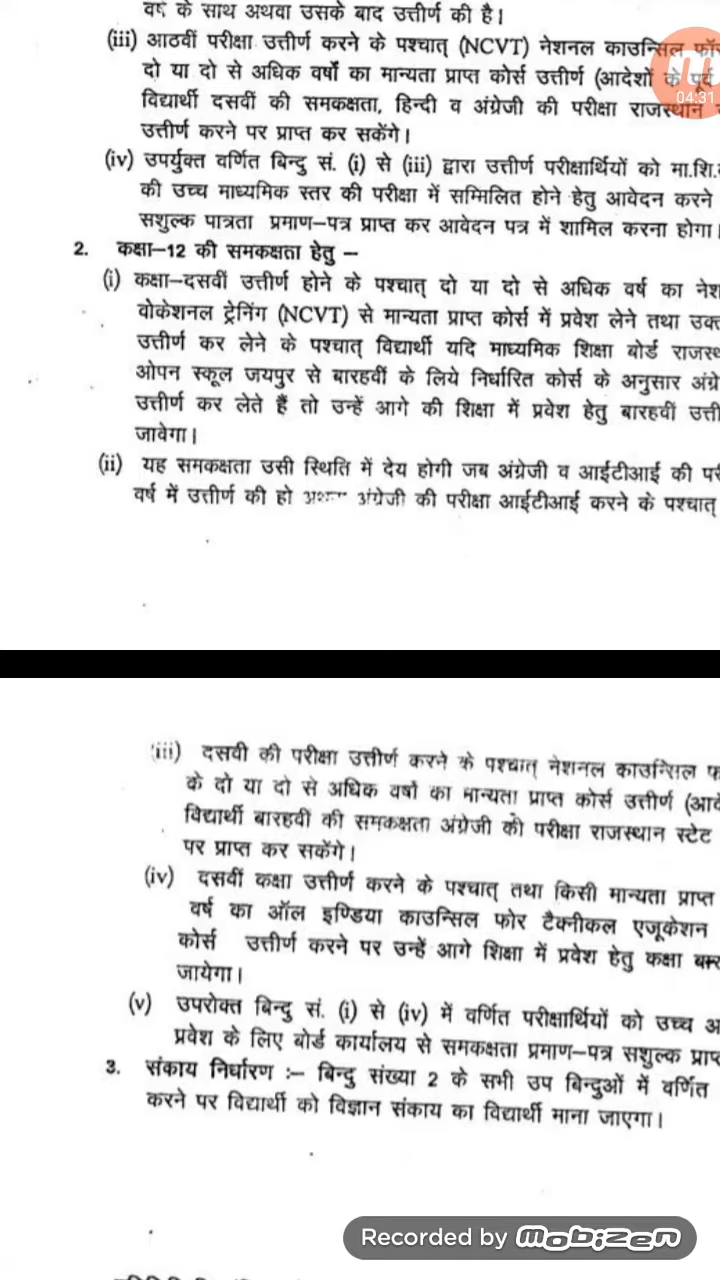 वर्ष के साथ अथवा उसके बाद उत्तीर्ण की है।
(iii) आठवीं परीक्षा उत्तीर्ण करने के पश्चात् (NCVT) नेशनल काउन्सिल फॉर
04:31
दो या दो से अधिक वर्षों का मान्यता प्राप्त कोर्स उत्तीर्ण (आदेशों के पूर्व
विद्यार्थी दसवीं की समकक्षता, हिन्दी व अंग्रेजी की परीक्षा राजस्थान
उत्तीर्ण करने पर प्राप्त कर सकेंगे।
(iv) उपर्युक्त वर्णित बिन्दु सं. (i) से (iii) द्वारा उत्तीर्ण परीक्षार्थियों को मा.शि.
की उच्च माध्यमिक स्तर की परीक्षा में सम्मिलित होने हेतु आवेदन करने
सशुल्क पात्रता प्रमाण–पत्र प्राप्त कर आवेदन पत्र में शामिल करना होगा।
2. कक्षा–12 की समकक्षता हेतु –
(i) कक्षा–दसवीं उत्तीर्ण होने के पश्चात् दो या दो से अधिक वर्ष का नेश
वोकेशनल ट्रेनिंग (NCVT) से मान्यता प्राप्त कोर्स में प्रवेश लेने तथा उक्त
उत्तीर्ण कर लेने के पश्चात् विद्यार्थी यदि माध्यमिक शिक्षा बोर्ड राजस्थ
ओपन स्कूल जयपुर से बारहवीं के लिये निर्धारित कोर्स के अनुसार अंग्रे
उत्तीर्ण कर लेते हैं तो उन्हें आगे की शिक्षा में प्रवेश हेतु बारहवीं उत्ती
जावेगा।
(ii) यह समकक्षता उसी स्थिति में देय होगी जब अंग्रेजी व आईटीआई की परी
वर्ष में उत्तीर्ण की हो अथवा अंग्रेजी की परीक्षा आईटीआई करने के पश्चात्
(iii) दसवी की परीक्षा उत्तीर्ण करने के पश्चात् नेशनल काउन्सिल फ
के दो या दो से अधिक वर्षो का मान्यता प्राप्त कोर्स उत्तीर्ण (आदे
विद्यार्थी बारहवी की समकक्षता अंग्रेजी की परीक्षा राजस्थान स्टेट
पर प्राप्त कर सकेंगे।
(iv) दसवीं कक्षा उत्तीर्ण करने के पश्चात् तथा किसी मान्यता प्राप्त
वर्ष का ऑल इण्डिया काउन्सिल फोर टैक्नीकल एजूकेशन
कोर्स उत्तीर्ण करने पर उन्हें आगे शिक्षा में प्रवेश हेतु कक्षा
जायेगा।
(v) उपरोक्त बिन्दु सं. (i) से (iv) में वर्णित परीक्षार्थियों को उच्च अ
प्रवेश के लिए बोर्ड कार्यालय से समकक्षता प्रमाण–पत्र सशुल्क प्राप्
3. संकाय निर्धारण :– बिन्दु संख्या 2 के सभी उप बिन्दुओं में वर्णित
करने पर विद्यार्थी को विज्ञान संकाय का विद्यार्थी माना जाएगा।
Recorded by mobizen